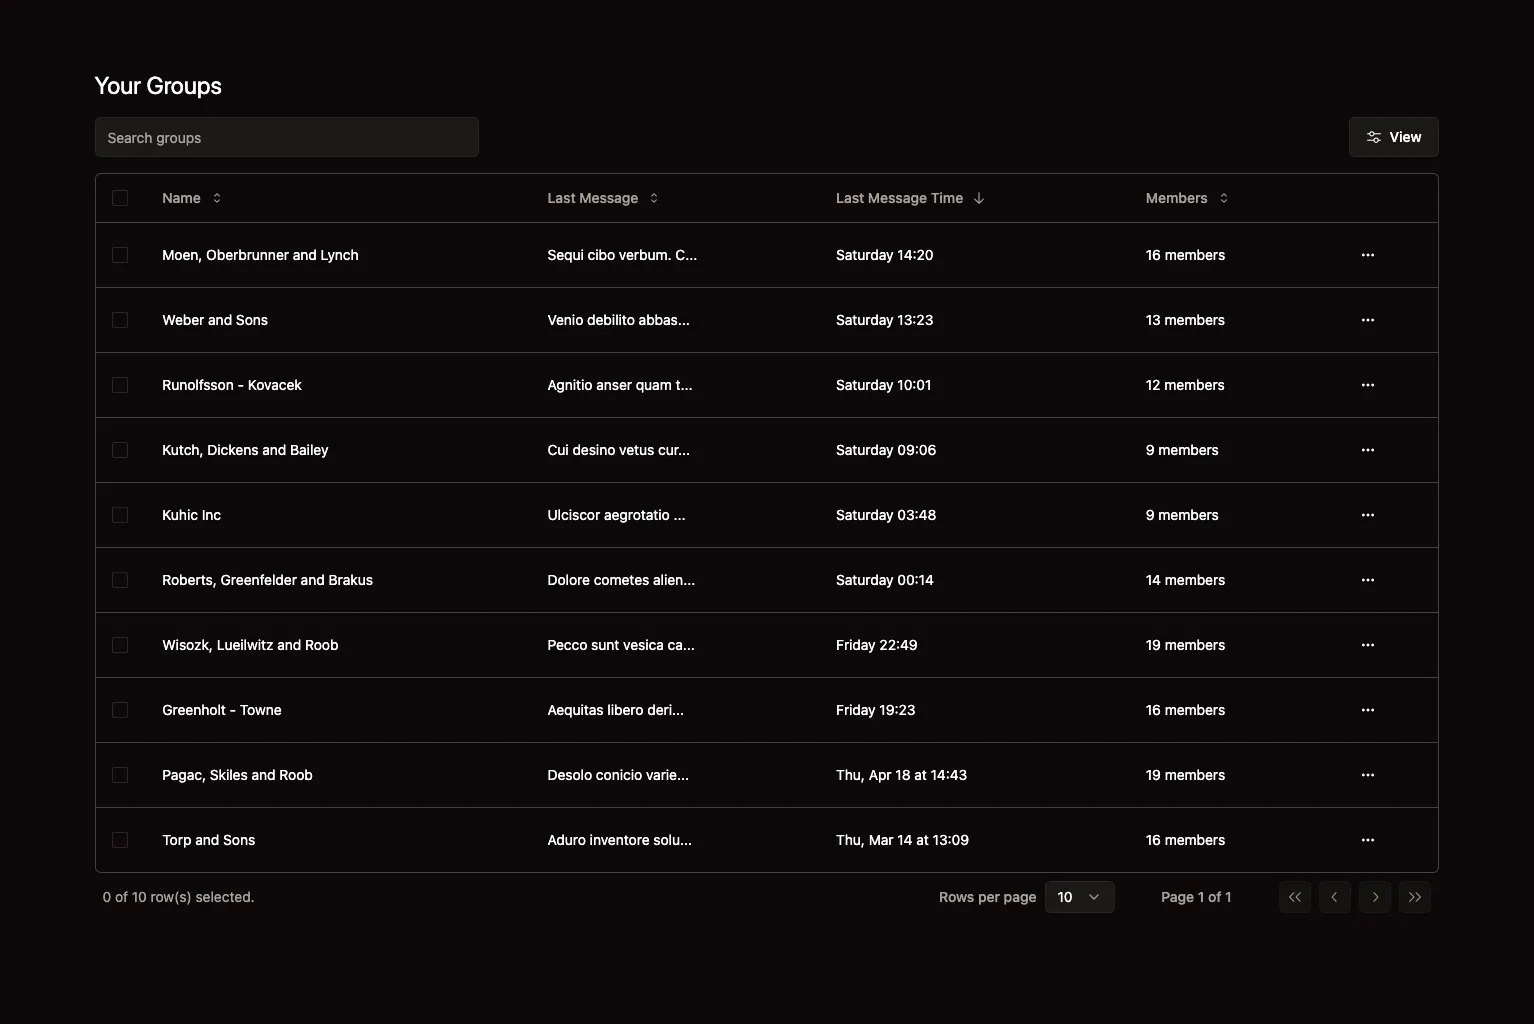 Your Groups
Search groups
View
Name Last Message Last Message Time Members
Moen, Oberbrunner and Lynch Sequi cibo verbum. C... Saturday 14:20 16 members
Weber and Sons Venio debilito abbas... Saturday 13:23 13 members
Runolfsson - Kovacek Agnitio anser quam t... Saturday 10:01 12 members
Kutch, Dickens and Bailey Cui desino vetus cur... Saturday 09:06 9 members
Kuhic Inc Ulciscor aegrotatio ... Saturday 03:48 9 members
Roberts, Greenfelder and Brakus Dolore cometes alien... Saturday 00:14 14 members
Wisozk, Lueilwitz and Roob Pecco sunt vesica ca... Friday 22:49 19 members
Greenholt - Towne Aequitas libero deri... Friday 19:23 16 members
Pagac, Skiles and Roob Desolo conicio varie... Thu, Apr 18 at 14:43 19 members
Torp and Sons Aduro inventore solu... Thu, Mar 14 at 13:09 16 members
0 of 10 row(s) selected. Rows per page 10 Page 1 of 1